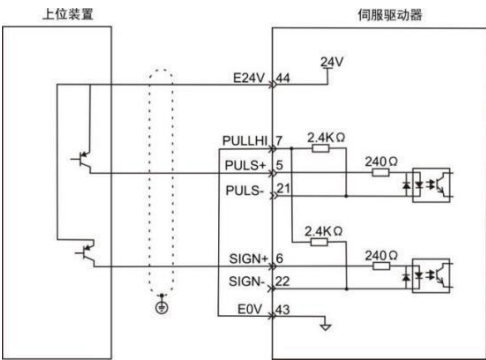 上位装置
伺服驱动器
24V
E24V 44
PULLHI 7
2.4KΩ
PULS+ 5
240Ω
PULS- 21
2.4KΩ
SIGN+ 6
240Ω
SIGN- 22
E0V 43